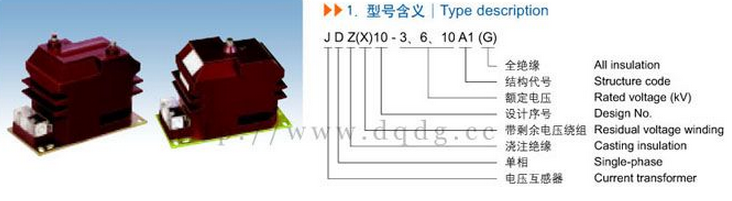 1. 型号含义 | Type description
J D Z(X)10 - 3、6、10 A1 (G)
全绝缘 All insulation
结构代号 Structure code
额定电压 Rated voltage (kV)
设计序号 Design No.
带剩余电压绕组 Residual voltage winding
浇注绝缘 Casting insulation
单相 Single-phase
电压互感器 Current transformer
http://www.dqdg.cc